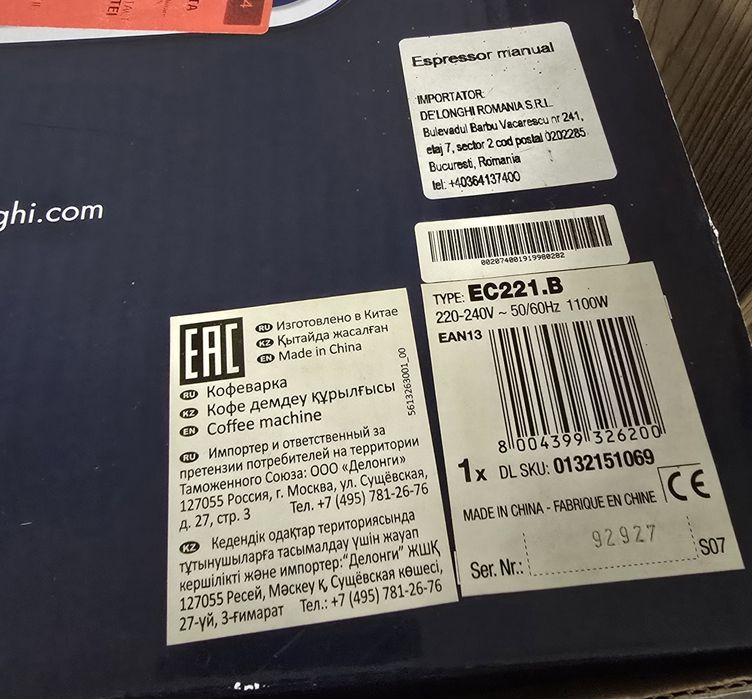 Espressor manual
IMPORTATOR:
DE'LONGHI ROMANIA S.R.L.
Bulevadul Barbu Vacarescu nr 241,
etaj 7, sector 2 cod postal 0202285
Bucuresti, Romania
tel: +40364137400
ghi.com
002074001919980282
TYPE: EC221.B
220-240V ~ 50/60Hz 1100W
EAN13
8 004399 326200
1x DL SKU: 0132151069
MADE IN CHINA - FABRIQUE EN CHINE
CE
92927
Ser. Nr.:
S07
EAC
RU Изготовлено в Китае
KZ Қытайда жасалған
EN Made in China
RU Кофеварка
KZ Кофе демдеу құрылғысы
EN Coffee machine
5613263001_00
RU Импортер и ответственный за
претензии потребителей на территории
Таможенного Союза: ООО «Делонги»
127055 Россия, г. Москва, ул. Сущёвская,
д. 27, стр. 3 Тел. +7 (495) 781-26-76
KZ Кедендік одақтар териториясында
тұтынушыларға тасымалдау үшін жауап
кершілікті және импортер:“Делонги” ЖШҚ
127055 Ресей, Мәскеу қ, Сущёвская көшесі,
27-үй, 3-ғимарат Тел.: +7 (495) 781-26-76